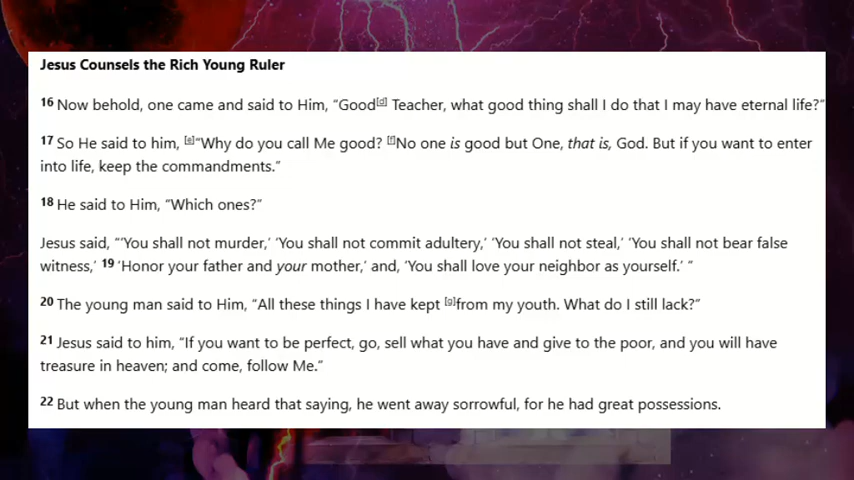 Jesus Counsels the Rich Young Ruler
16 Now behold, one came and said to Him, “Good[d] Teacher, what good thing shall I do that I may have eternal life?”
17 So He said to him, [e]“Why do you call Me good? [f]No one is good but One, that is, God. But if you want to enter
into life, keep the commandments.”
18 He said to Him, “Which ones?”
Jesus said, “‘You shall not murder,’ ‘You shall not commit adultery,’ ‘You shall not steal,’ ‘You shall not bear false
witness,’ 19 ‘Honor your father and your mother,’ and, ‘You shall love your neighbor as yourself.’ ”
20 The young man said to Him, “All these things I have kept [g]from my youth. What do I still lack?”
21 Jesus said to him, “If you want to be perfect, go, sell what you have and give to the poor, and you will have
treasure in heaven; and come, follow Me.”
22 But when the young man heard that saying, he went away sorrowful, for he had great possessions.